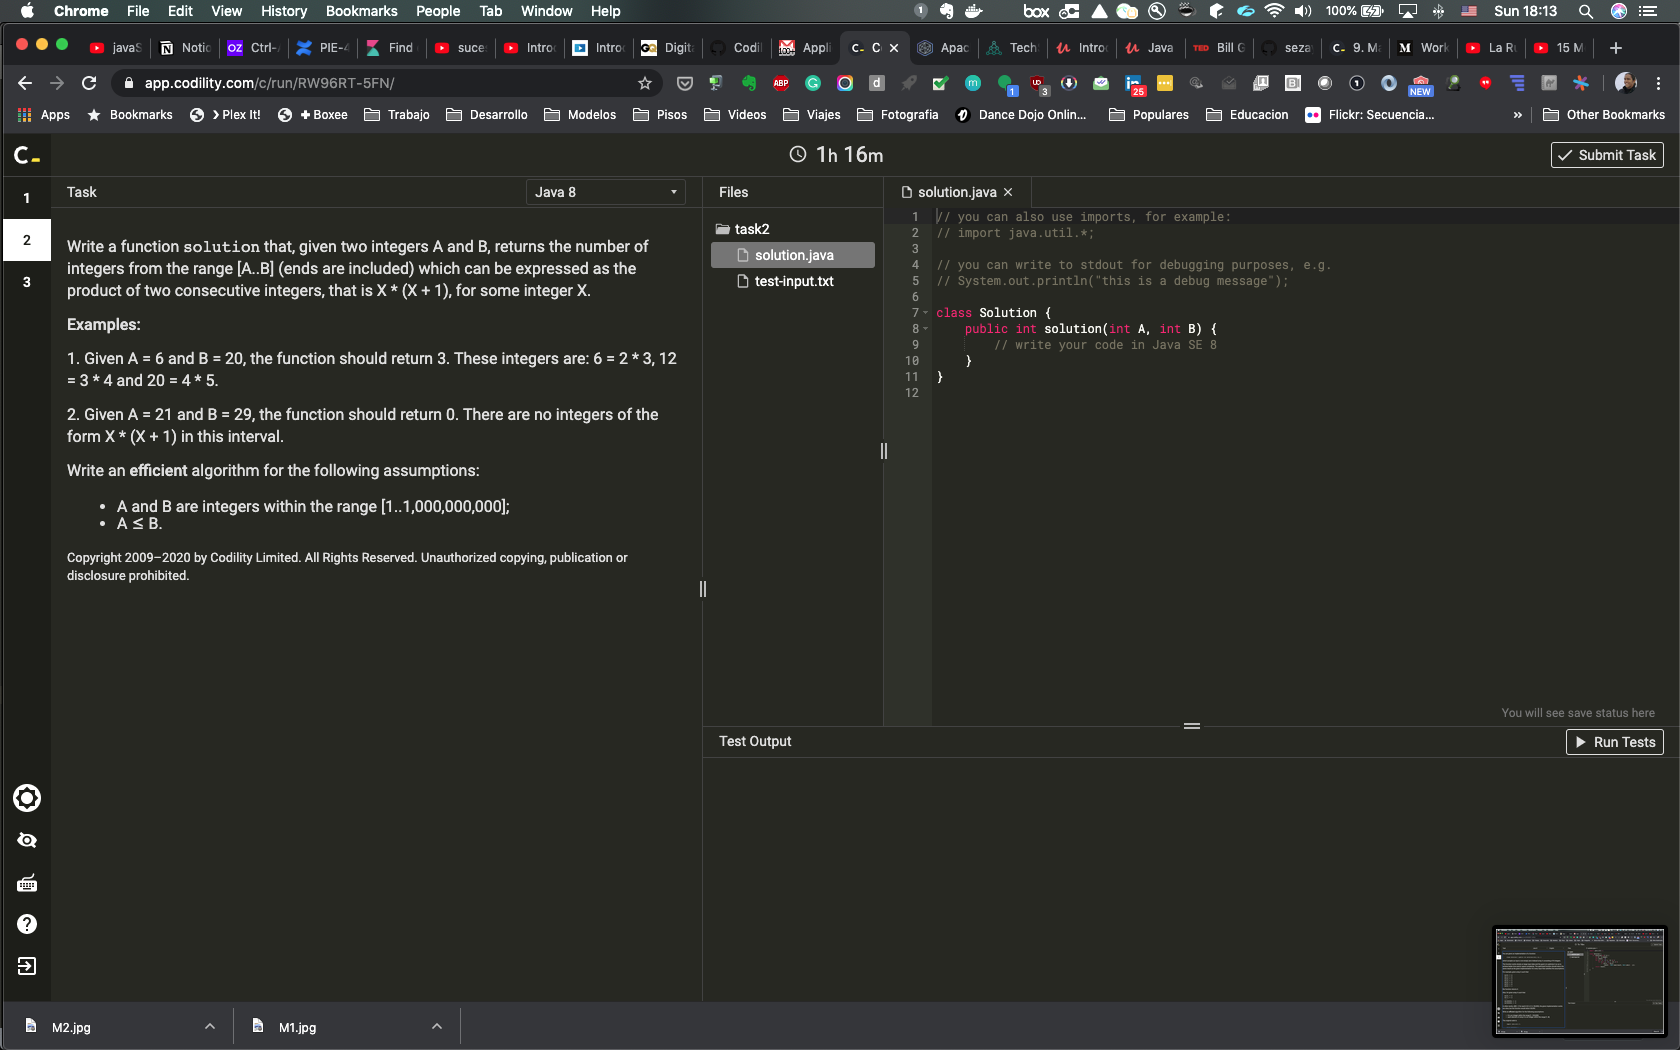 Chrome File Edit View History Bookmarks People Tab Window Help box 100% Sun 18:13
javaS Notio Ctrl- PIE-4 Find suce Introd Introd Digita Codil Appli C Apac Tech Introd Java Bill G seza 9. Ma Work La Ru 15 M
app.codility.com/c/run/RW96RT-5FN/
Apps Bookmarks > Plex It! + Boxee Trabajo Desarrollo Modelos Pisos Videos Viajes Fotografia Dance Dojo Onlin... Populares Educacion Flickr: Secuencia... » Other Bookmarks
1h 16m
Submit Task
Task
Java 8
1
2
3
Write a function solution that, given two integers A and B, returns the number of
integers from the range [A..B] (ends are included) which can be expressed as the
product of two consecutive integers, that is X * (X + 1), for some integer X.
Examples:
1. Given A = 6 and B = 20, the function should return 3. These integers are: 6 = 2 * 3, 12
= 3 * 4 and 20 = 4 * 5.
2. Given A = 21 and B = 29, the function should return 0. There are no integers of the
form X * (X + 1) in this interval.
Write an efficient algorithm for the following assumptions:
• A and B are integers within the range [1..1,000,000,000];
• A ≤ B.
Copyright 2009–2020 by Codility Limited. All Rights Reserved. Unauthorized copying, publication or
disclosure prohibited.
Files
task2
solution.java
test-input.txt
solution.java
1 // you can also use imports, for example:
2 // import java.util.*;
3
4 // you can write to stdout for debugging purposes, e.g.
5 // System.out.println("this is a debug message");
6
7 class Solution {
8 public int solution(int A, int B) {
9 // write your code in Java SE 8
10 }
11 }
12
You will see save status here
Test Output
Run Tests
M2.jpg
M1.jpg